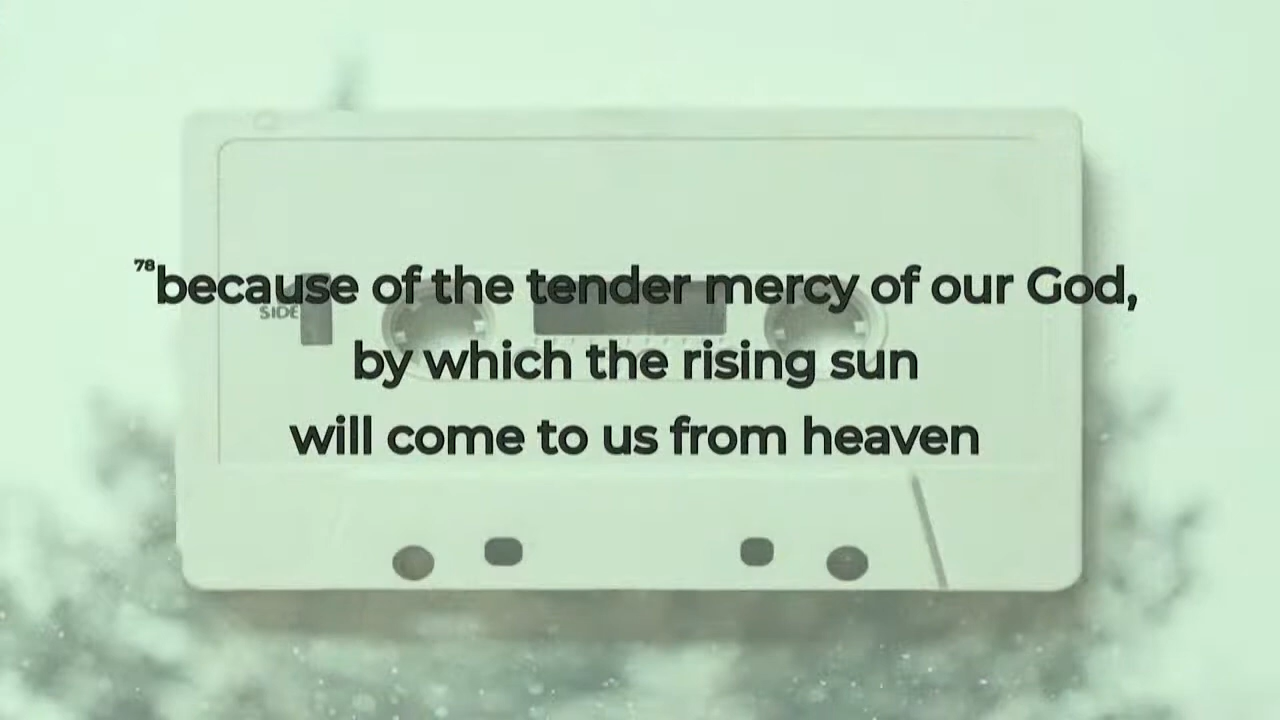 78because of the tender mercy of our God,
SIDE
by which the rising sun
will come to us from heaven